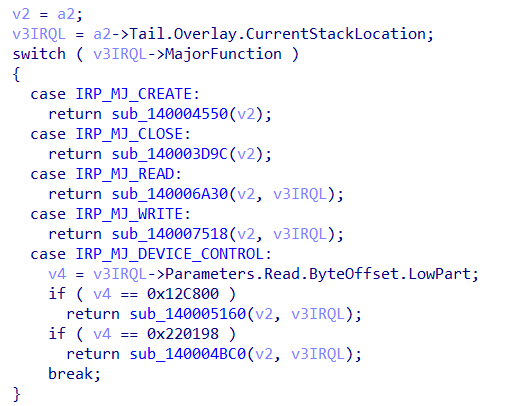 v2 = a2;
v3IRQL = a2->Tail.Overlay.CurrentStackLocation;
switch ( v3IRQL->MajorFunction )
{
  case IRP_MJ_CREATE:
    return sub_140004550(v2);
  case IRP_MJ_CLOSE:
    return sub_140003D9C(v2);
  case IRP_MJ_READ:
    return sub_140006A30(v2, v3IRQL);
  case IRP_MJ_WRITE:
    return sub_140007518(v2, v3IRQL);
  case IRP_MJ_DEVICE_CONTROL:
    v4 = v3IRQL->Parameters.Read.ByteOffset.LowPart;
    if ( v4 == 0x12C800 )
      return sub_140005160(v2, v3IRQL);
    if ( v4 == 0x220198 )
      return sub_140004BC0(v2, v3IRQL);
    break;
}